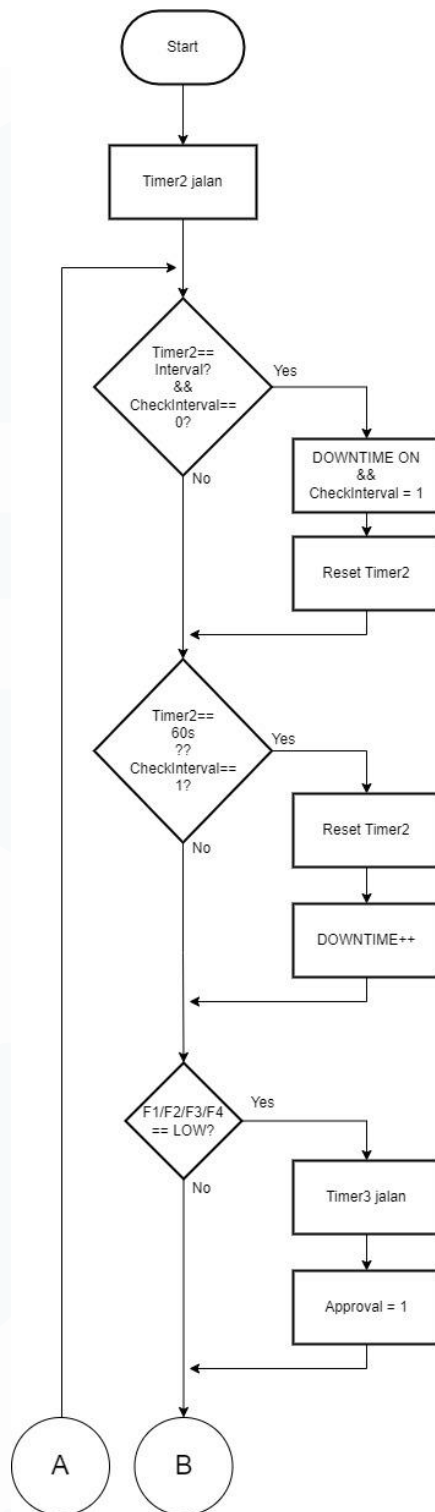 Start
Timer2 jalan
Timer2==
Interval?
&&
CheckInterval==
0?
Yes
No
DOWNTIME ON
&&
CheckInterval = 1
Reset Timer2
Timer2==
60s
??
CheckInterval==
1?
Yes
No
Reset Timer2
DOWNTIME++
F1/F2/F3/F4
== LOW?
Yes
No
Timer3 jalan
Approval = 1
A
B